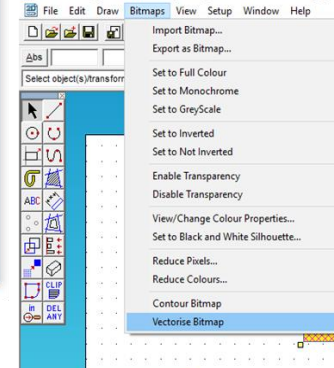 File Edit Draw Bitmaps View Setup Window Help
Abs
Select object(s)/transforr
Import Bitmap...
Export as Bitmap...
Set to Full Colour
Set to Monochrome
Set to GreyScale
Set to Inverted
Set to Not Inverted
Enable Transparency
Disable Transparency
View/Change Colour Properties...
Set to Black and White Silhouette...
Reduce Pixels...
Reduce Colours...
Contour Bitmap
Vectorise Bitmap
ABC
CLIP
in DEL
ANY